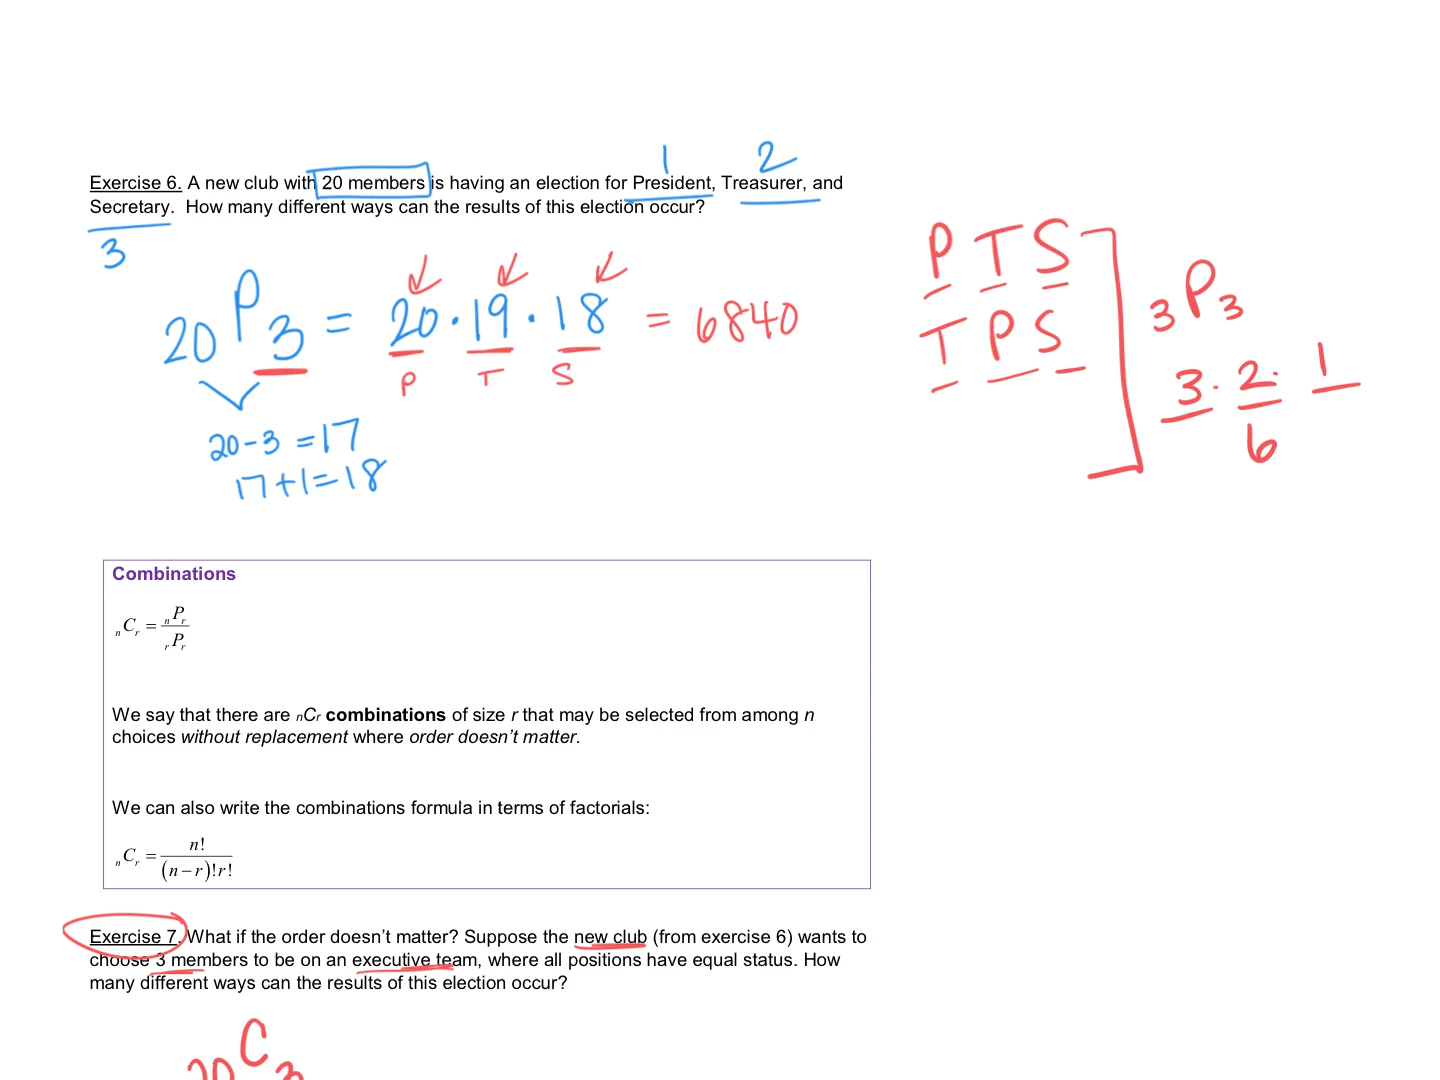 1 2
Exercise 6. A new club with 20 members is having an election for President, Treasurer, and
Secretary. How many different ways can the results of this election occur?
3
20P3 = 20 · 19 · 18 = 6840
P T S
20 - 3 = 17
17 + 1 = 18
P T S
T P S
3P3
3 · 2 · 1
6
Combinations
nCr = nPr / rPr
We say that there are nCr combinations of size r that may be selected from among n
choices without replacement where order doesn't matter.
We can also write the combinations formula in terms of factorials:
nCr = n! / (n − r)!r!
Exercise 7. What if the order doesn't matter? Suppose the new club (from exercise 6) wants to
choose 3 members to be on an executive team, where all positions have equal status. How
many different ways can the results of this election occur?
20C3